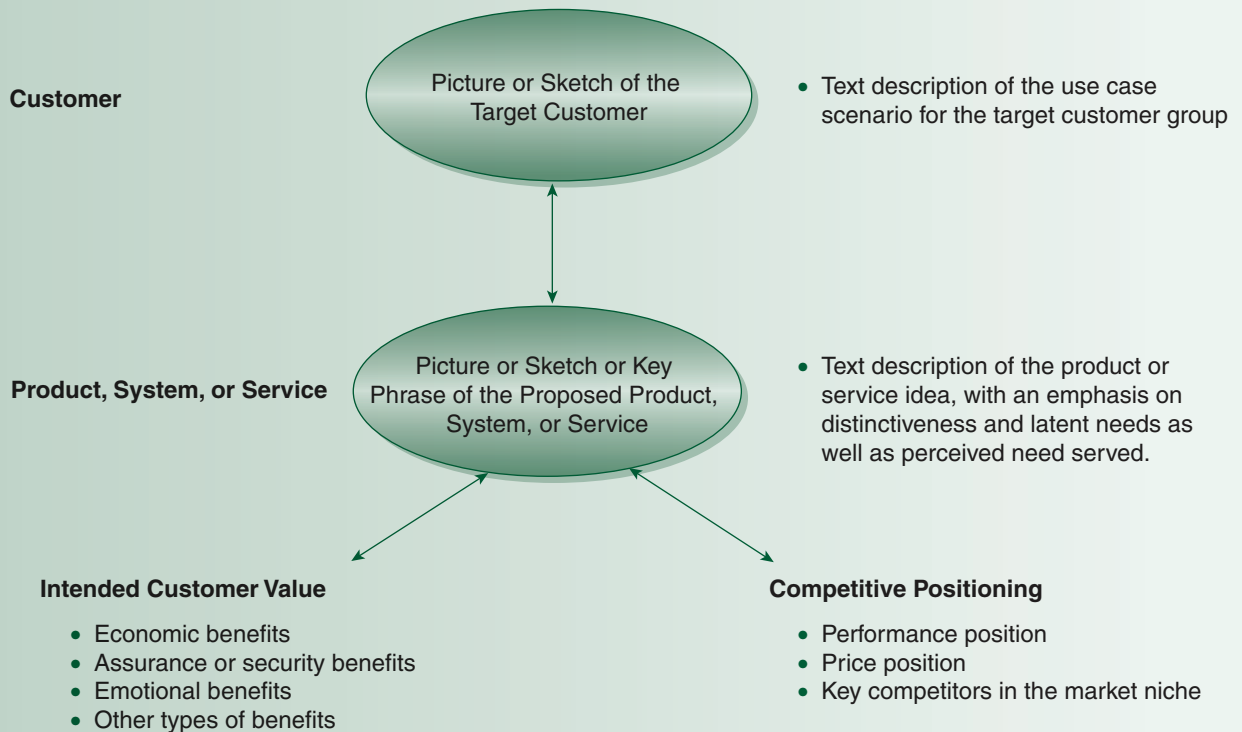 Customer
Picture or Sketch of the
Target Customer
• Text description of the use case
scenario for the target customer group
Product, System, or Service
Picture or Sketch or Key
Phrase of the Proposed Product,
System, or Service
• Text description of the product or
service idea, with an emphasis on
distinctiveness and latent needs as
well as perceived need served.
Intended Customer Value
• Economic benefits
• Assurance or security benefits
• Emotional benefits
• Other types of benefits
Competitive Positioning
• Performance position
• Price position
• Key competitors in the market niche